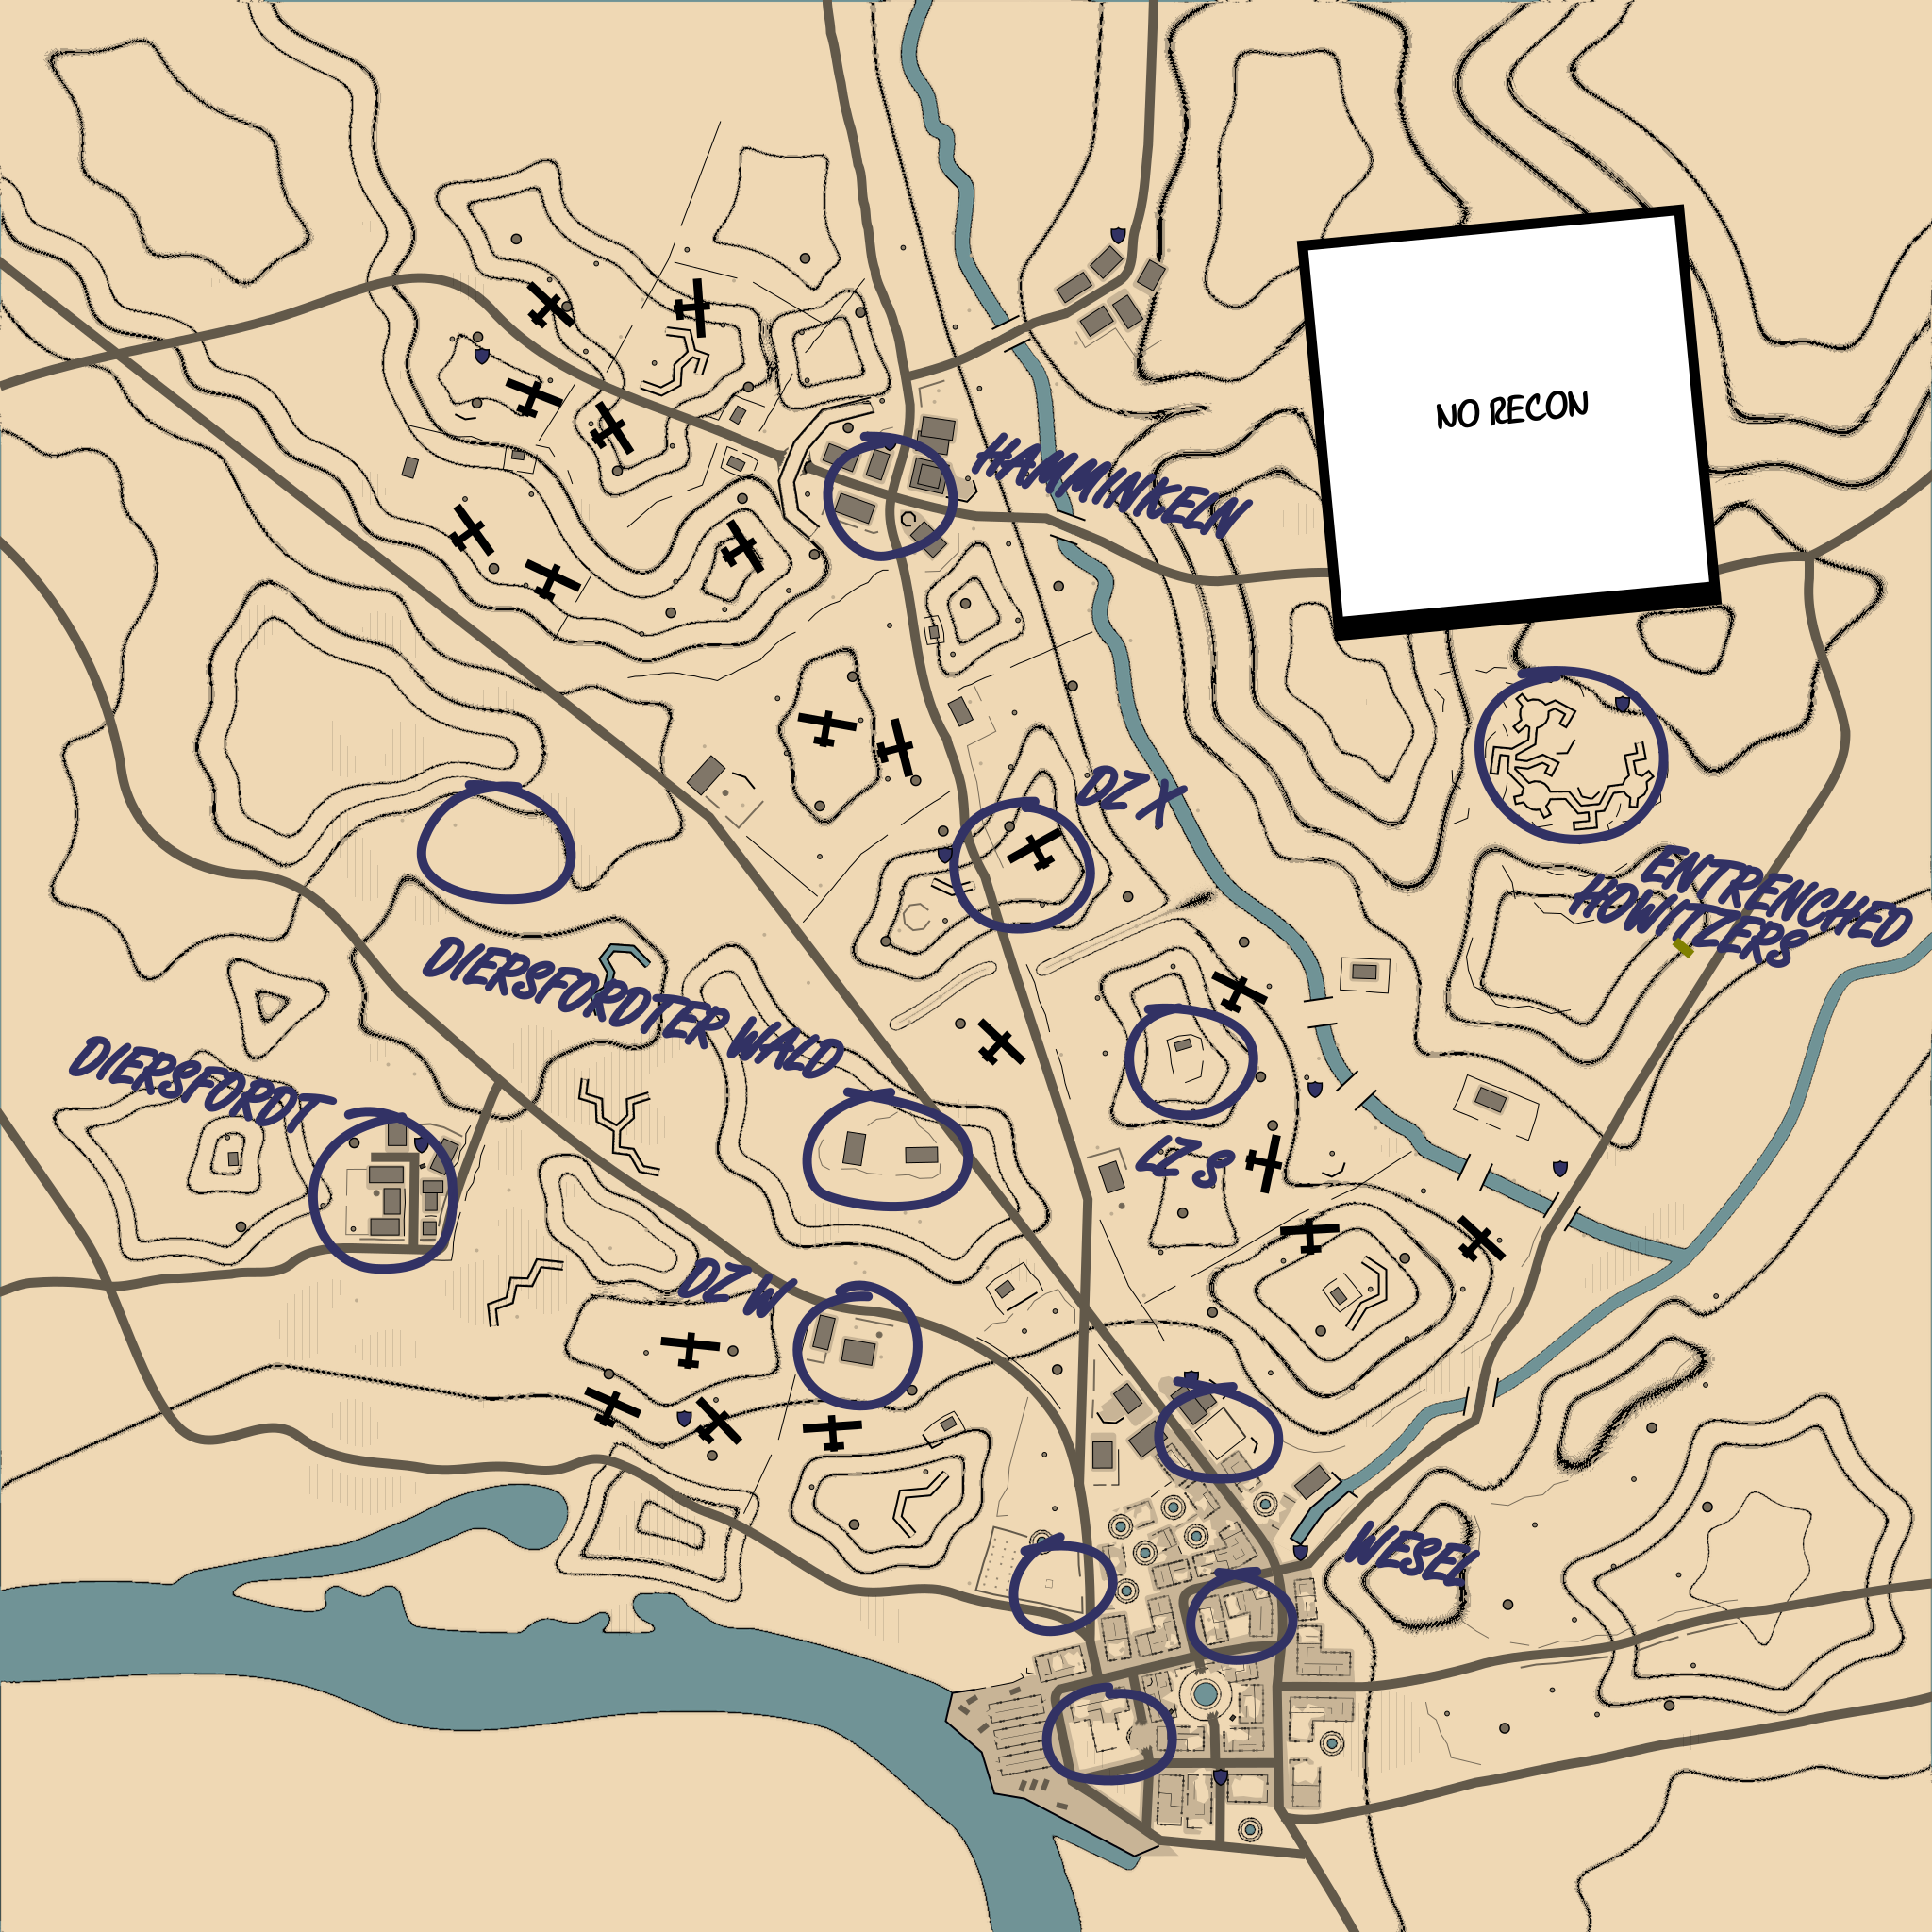 NO RECON
HAMMINKELN
DZ X
ENTRENCHED
HOWITZERS
DIERSFORDTER WALD
DIERSFORDT
LZ S
DZ W
WESEL